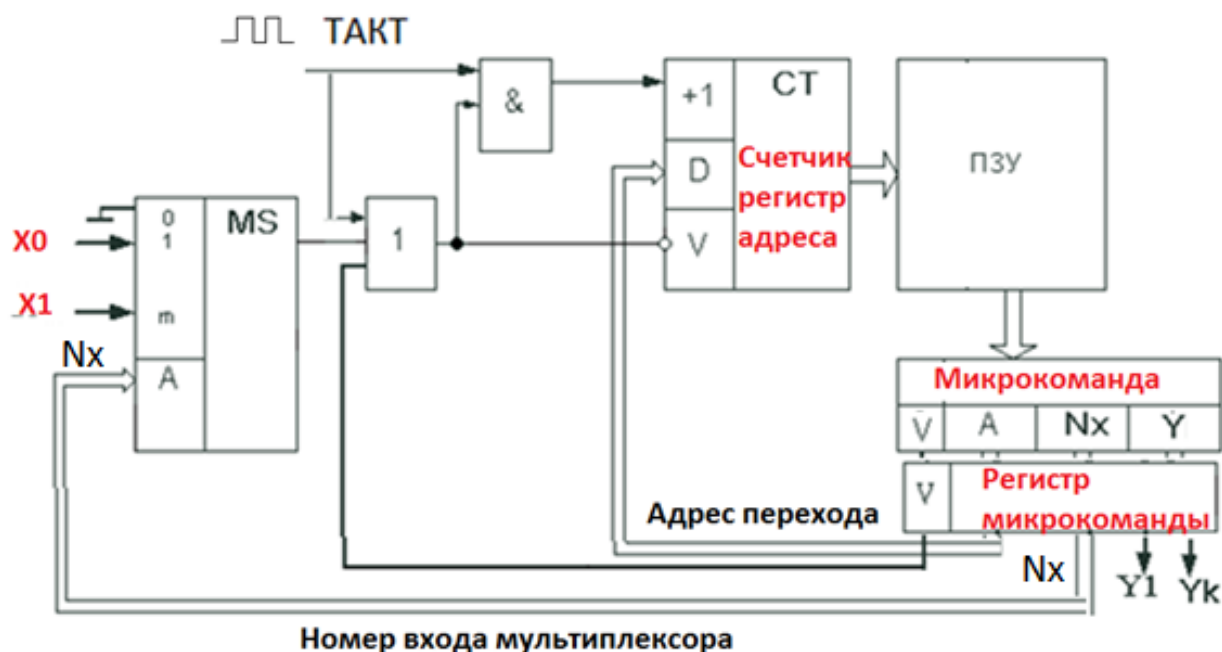 ТАКТ
&
+1
CT
D
Счетчик
регистр
адреса
V
ПЗУ
0
MS
X0
1
1
X1
m
Nx
A
Микрокоманда
V
A
Nx
Y
V
Регистр
микрокоманды
Адрес перехода
Nx
Y1
Yk
Номер входа мультиплексора